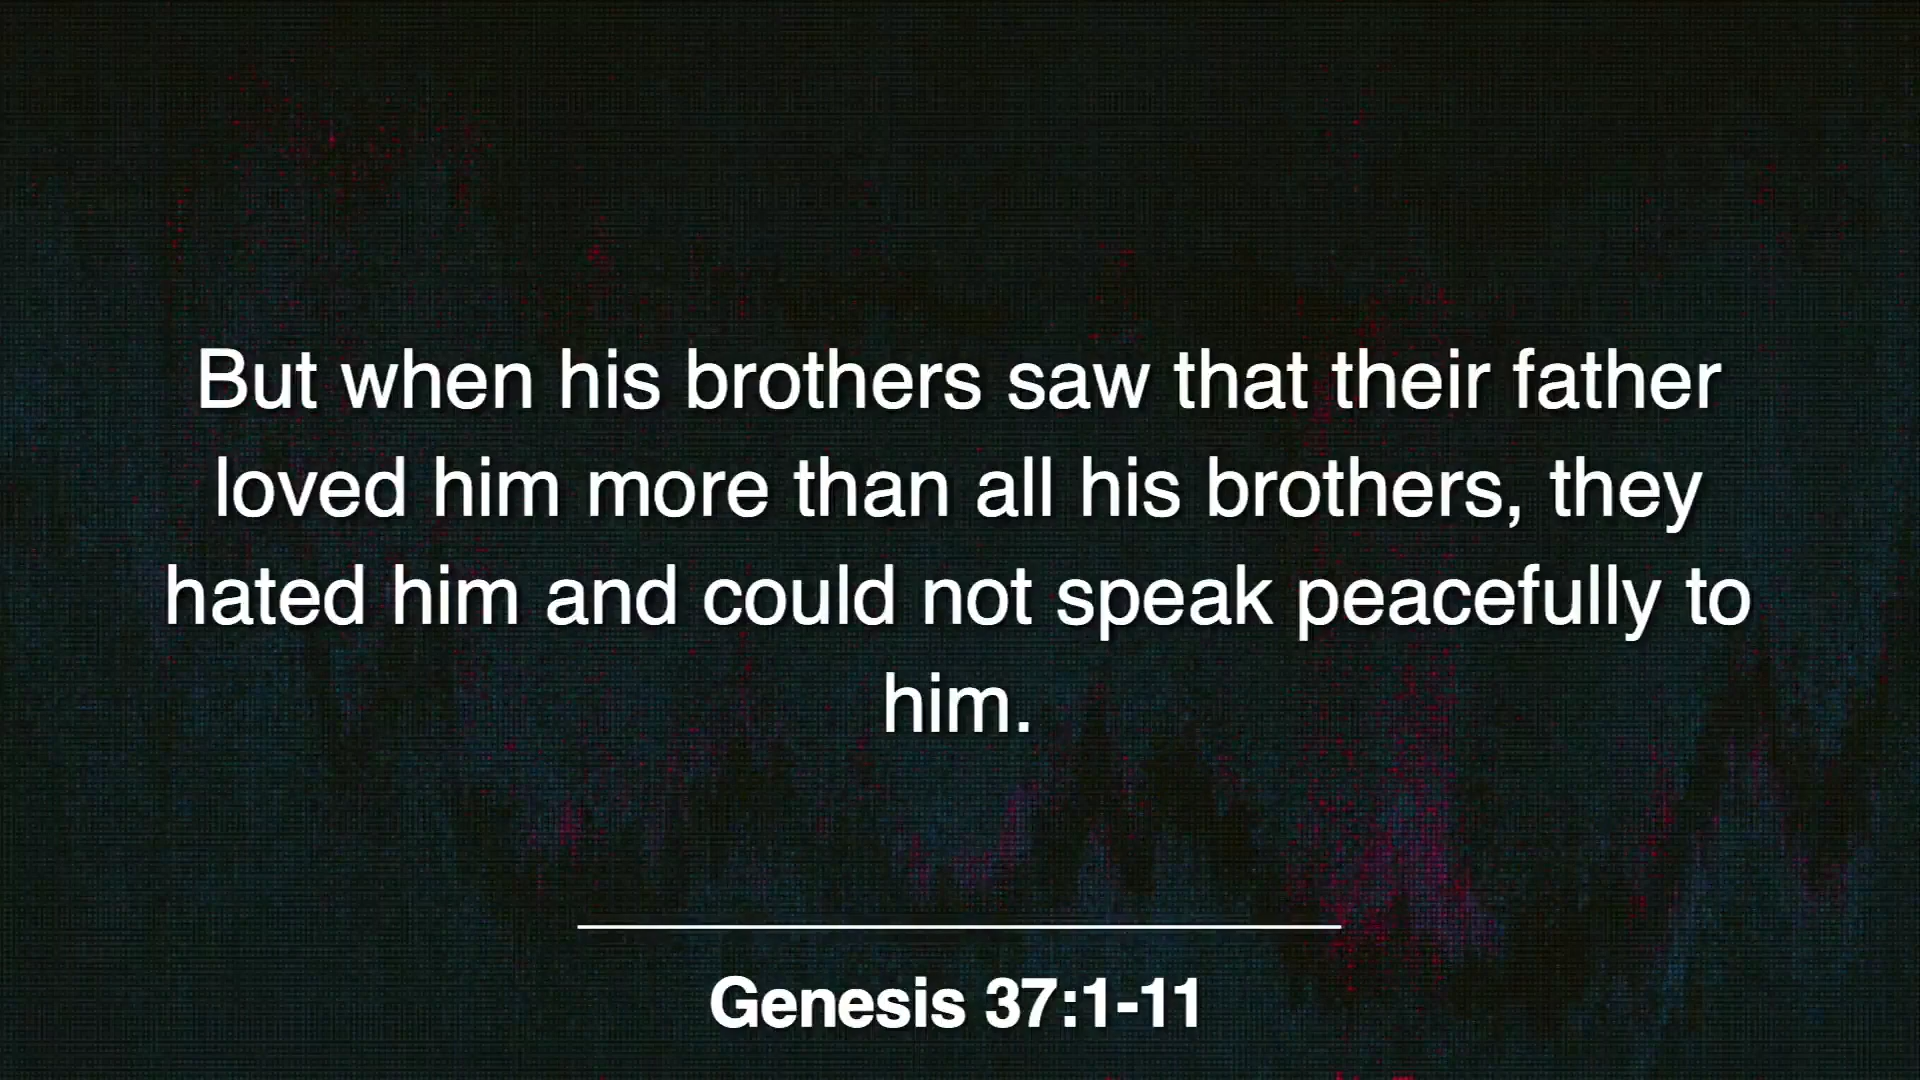 But when his brothers saw that their father
loved him more than all his brothers, they
hated him and could not speak peacefully to
him.
Genesis 37:1-11